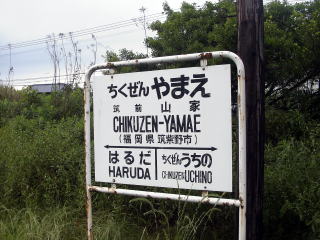 ちくぜんやまえ
筑前山家
CHIKUZEN-YAMAE
(福岡県筑紫野市)
はるだ ちくぜんうちの
HARUDA CHIKUZEN-UCHINO